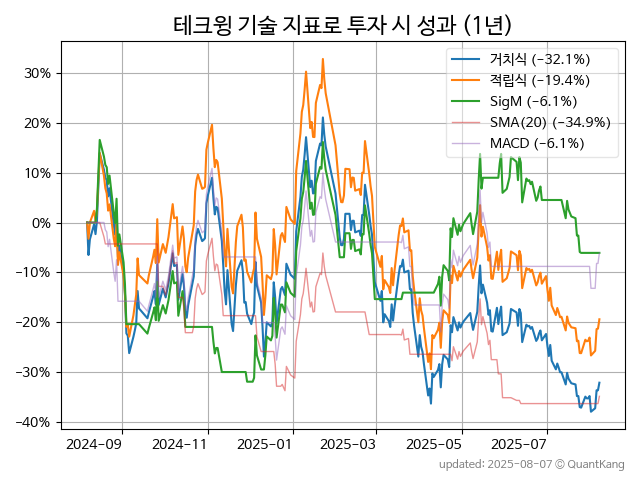 테크윙 기술 지표로 투자 시 성과 (1년)
거치식 (−32.1%)
적립식 (−19.4%)
SigM (−6.1%)
SMA(20) (−34.9%)
MACD (−6.1%)
30%
20%
10%
0%
−10%
−20%
−30%
−40%
2024-09 2024-11 2025-01 2025-03 2025-05 2025-07
updated: 2025-08-07 © QuantKang